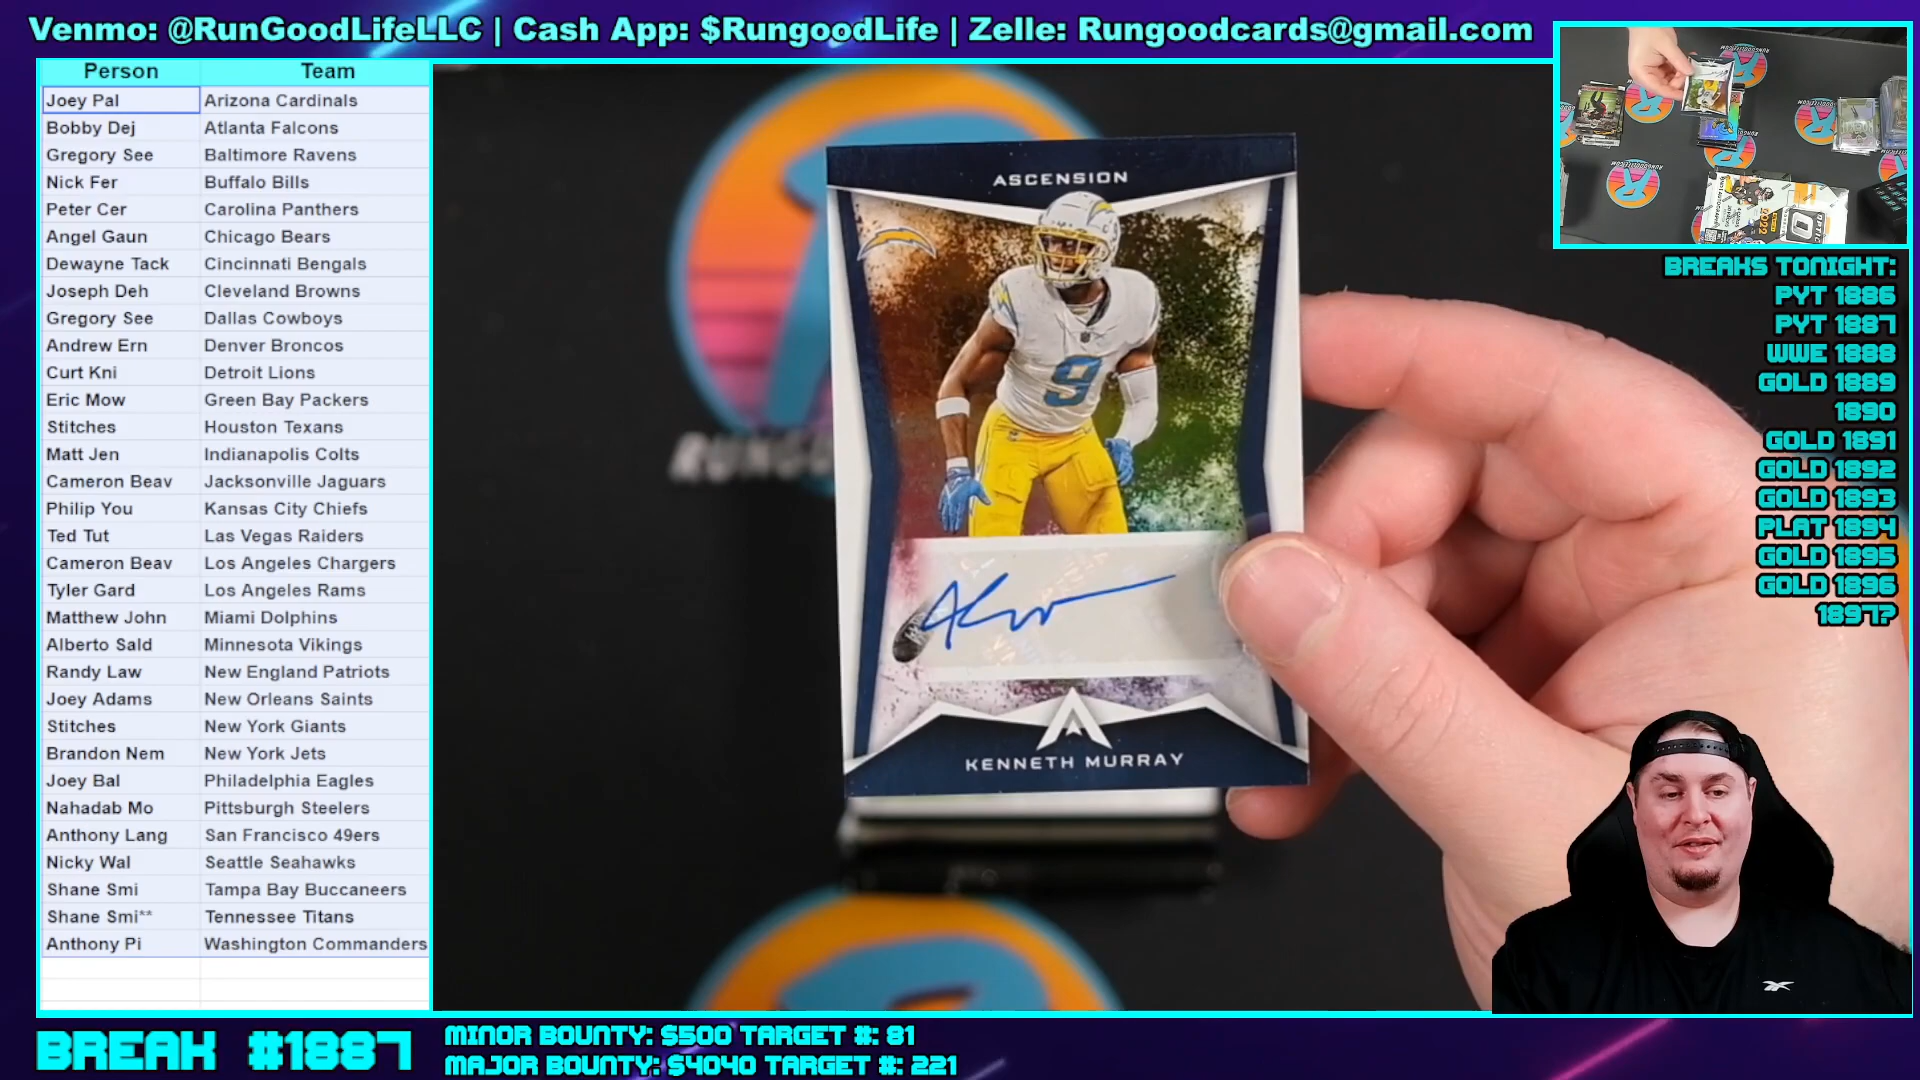 Venmo: @RunGoodLifeLLC | Cash App: $RungoodLife | Zelle: Rungoodcards@gmail.com
Person Team
Joey Pal Arizona Cardinals
Bobby Dej Atlanta Falcons
Gregory See Baltimore Ravens
Nick Fer Buffalo Bills
Peter Cer Carolina Panthers
Angel Gaun Chicago Bears
Dewayne Tack Cincinnati Bengals
Joseph Deh Cleveland Browns
Gregory See Dallas Cowboys
Andrew Ern Denver Broncos
Curt Kni Detroit Lions
Eric Mow Green Bay Packers
Stitches Houston Texans
Matt Jen Indianapolis Colts
Cameron Beav Jacksonville Jaguars
Philip You Kansas City Chiefs
Ted Tut Las Vegas Raiders
Cameron Beav Los Angeles Chargers
Tyler Gard Los Angeles Rams
Matthew John Miami Dolphins
Alberto Sald Minnesota Vikings
Randy Law New England Patriots
Joey Adams New Orleans Saints
Stitches New York Giants
Brandon Nem New York Jets
Joey Bal Philadelphia Eagles
Nahadab Mo Pittsburgh Steelers
Anthony Lang San Francisco 49ers
Nicky Wal Seattle Seahawks
Shane Smi Tampa Bay Buccaneers
Shane Smi** Tennessee Titans
Anthony Pi Washington Commanders
ASCENSION
9
KENNETH MURRAY
BREAKS TONIGHT:
PYT 1886
PYT 1887
WWE 1888
GOLD 1889
1890
GOLD 1891
GOLD 1892
GOLD 1893
PLAT 1894
GOLD 1895
GOLD 1896
1897?
BREAK #1887
MINOR BOUNTY: $500 TARGET #: 81
MAJOR BOUNTY: $4040 TARGET #: 221